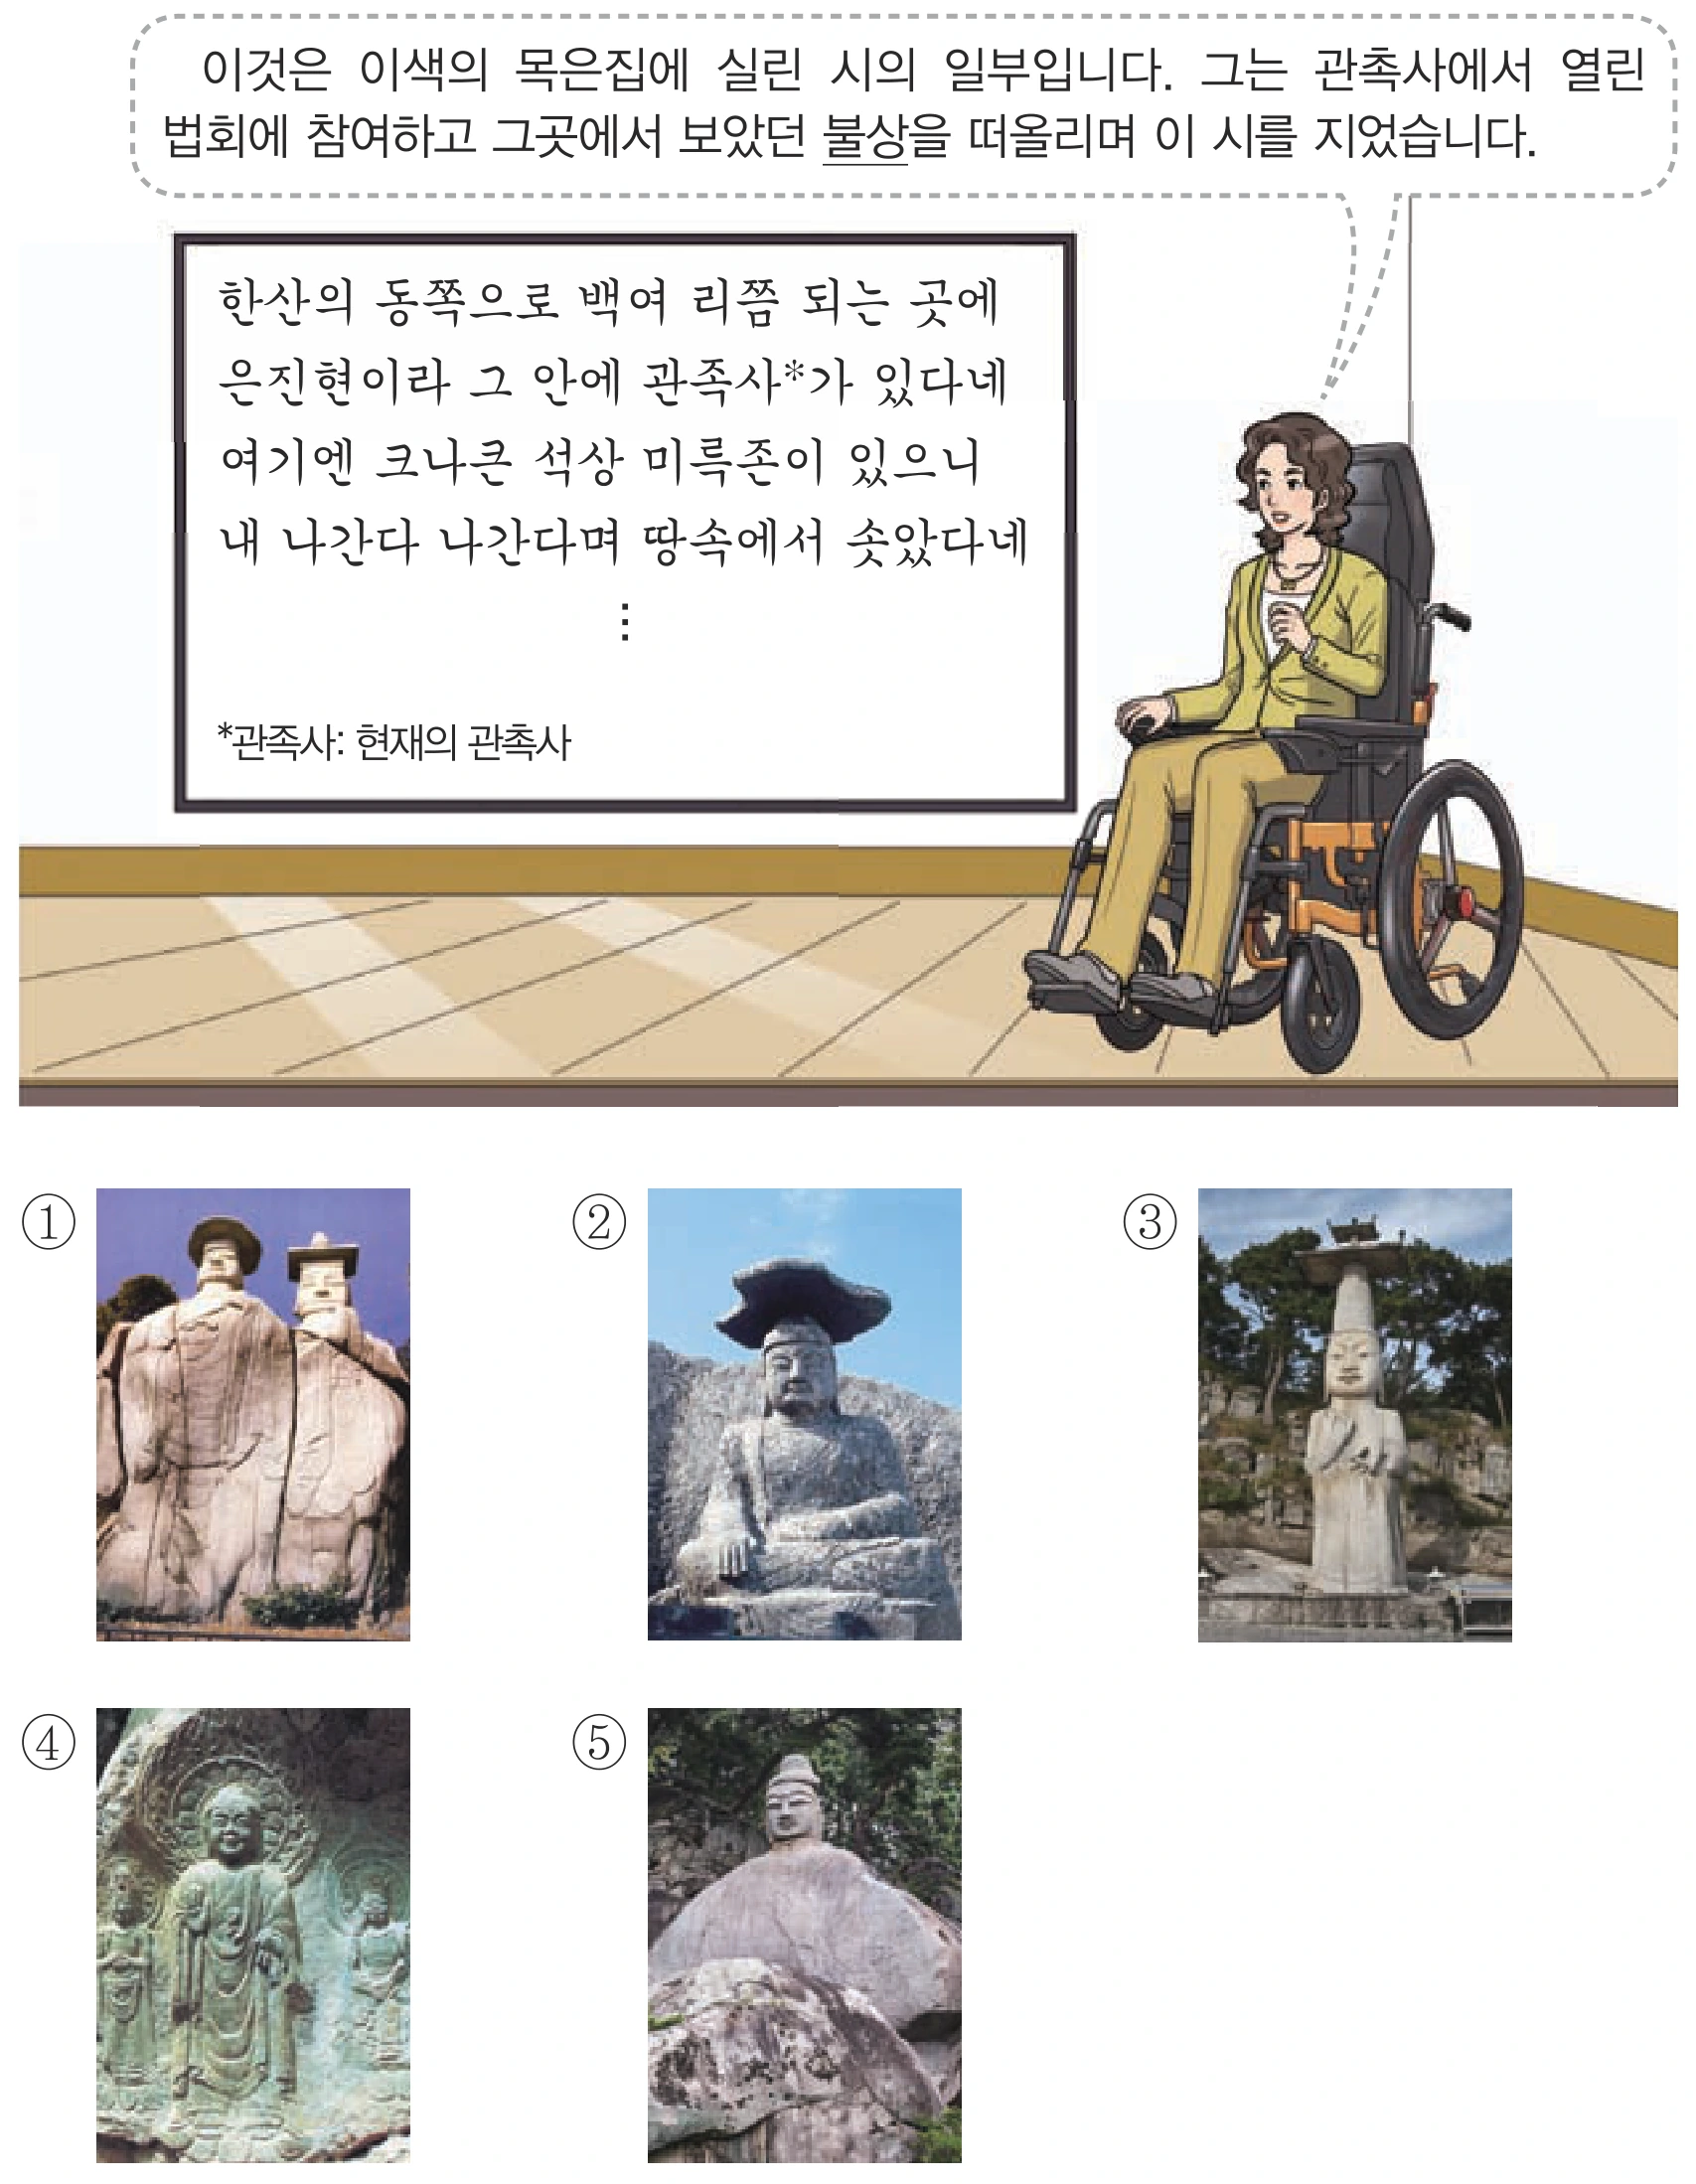 이것은 이색의 목은집에 실린 시의 일부입니다. 그는 관촉사에서 열린
법회에 참여하고 그곳에서 보았던 불상을 떠올리며 이 시를 지었습니다.
한산의 동쪽으로 백여 리쯤 되는 곳에
은진현이라 그 안에 관족사*가 있다네
여기엔 크나큰 석상 미륵존이 있으니
내 나간다 나간다며 땅속에서 솟았다네
⋮
*관족사: 현재의 관촉사
①
②
③
④
⑤